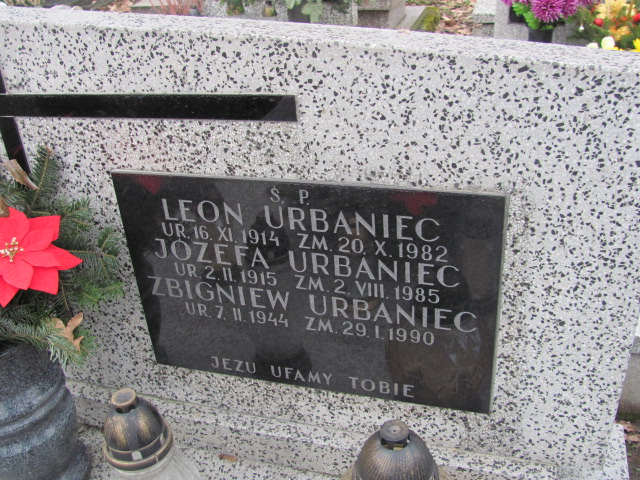 Ś. P.
LEON URBANIEC
UR. 16. XI. 1914 ZM. 20. X. 1982
JÓZEFA URBANIEC
UR. 2. II. 1915 ZM. 2. VIII. 1985
ZBIGNIEW URBANIEC
UR. 7. II. 1944 ZM. 29. I. 1990
JEZU UFAMY TOBIE